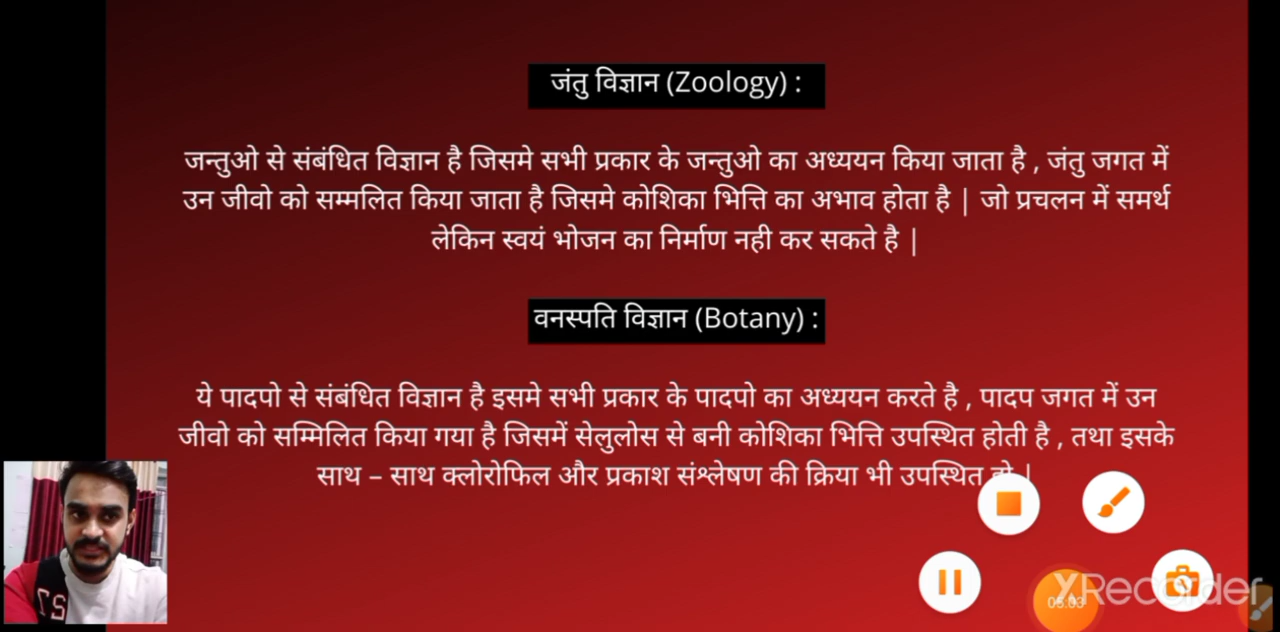 जंतु विज्ञान (Zoology) :
जन्तुओ से संबंधित विज्ञान है जिसमे सभी प्रकार के जन्तुओ का अध्ययन किया जाता है , जंतु जगत में
उन जीवो को सम्मलित किया जाता है जिसमे कोशिका भित्ति का अभाव होता है | जो प्रचलन में समर्थ
लेकिन स्वयं भोजन का निर्माण नही कर सकते है |
वनस्पति विज्ञान (Botany) :
ये पादपो से संबंधित विज्ञान है इसमे सभी प्रकार के पादपो का अध्ययन करते है , पादप जगत में उन
जीवो को सम्मिलित किया गया है जिसमें सेलुलोस से बनी कोशिका भित्ति उपस्थित होती है , तथा इसके
साथ – साथ क्लोरोफिल और प्रकाश संश्लेषण की क्रिया भी उपस्थित |
XRecorder
05:03